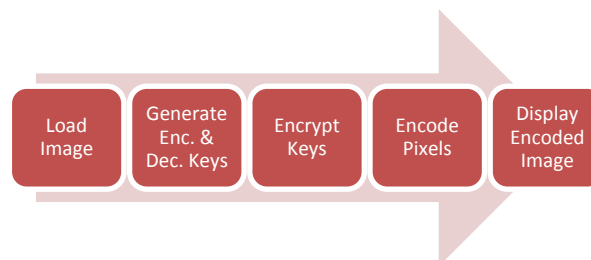 Load
Image
Generate
Enc. &
Dec. Keys
Encrypt
Keys
Encode
Pixels
Display
Encoded
Image